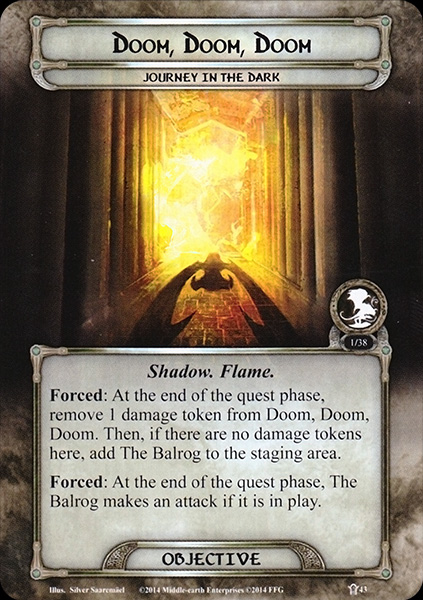 DOOM, DOOM, DOOM
JOURNEY IN THE DARK
1/38
Shadow. Flame.
Forced: At the end of the quest phase,
remove 1 damage token from Doom, Doom,
Doom. Then, if there are no damage tokens
here, add The Balrog to the staging area.
Forced: At the end of the quest phase, The
Balrog makes an attack if it is in play.
OBJECTIVE
Illus. Silver Saaremäel ©2014 Middle-earth Enterprises ©2014 FFG 43